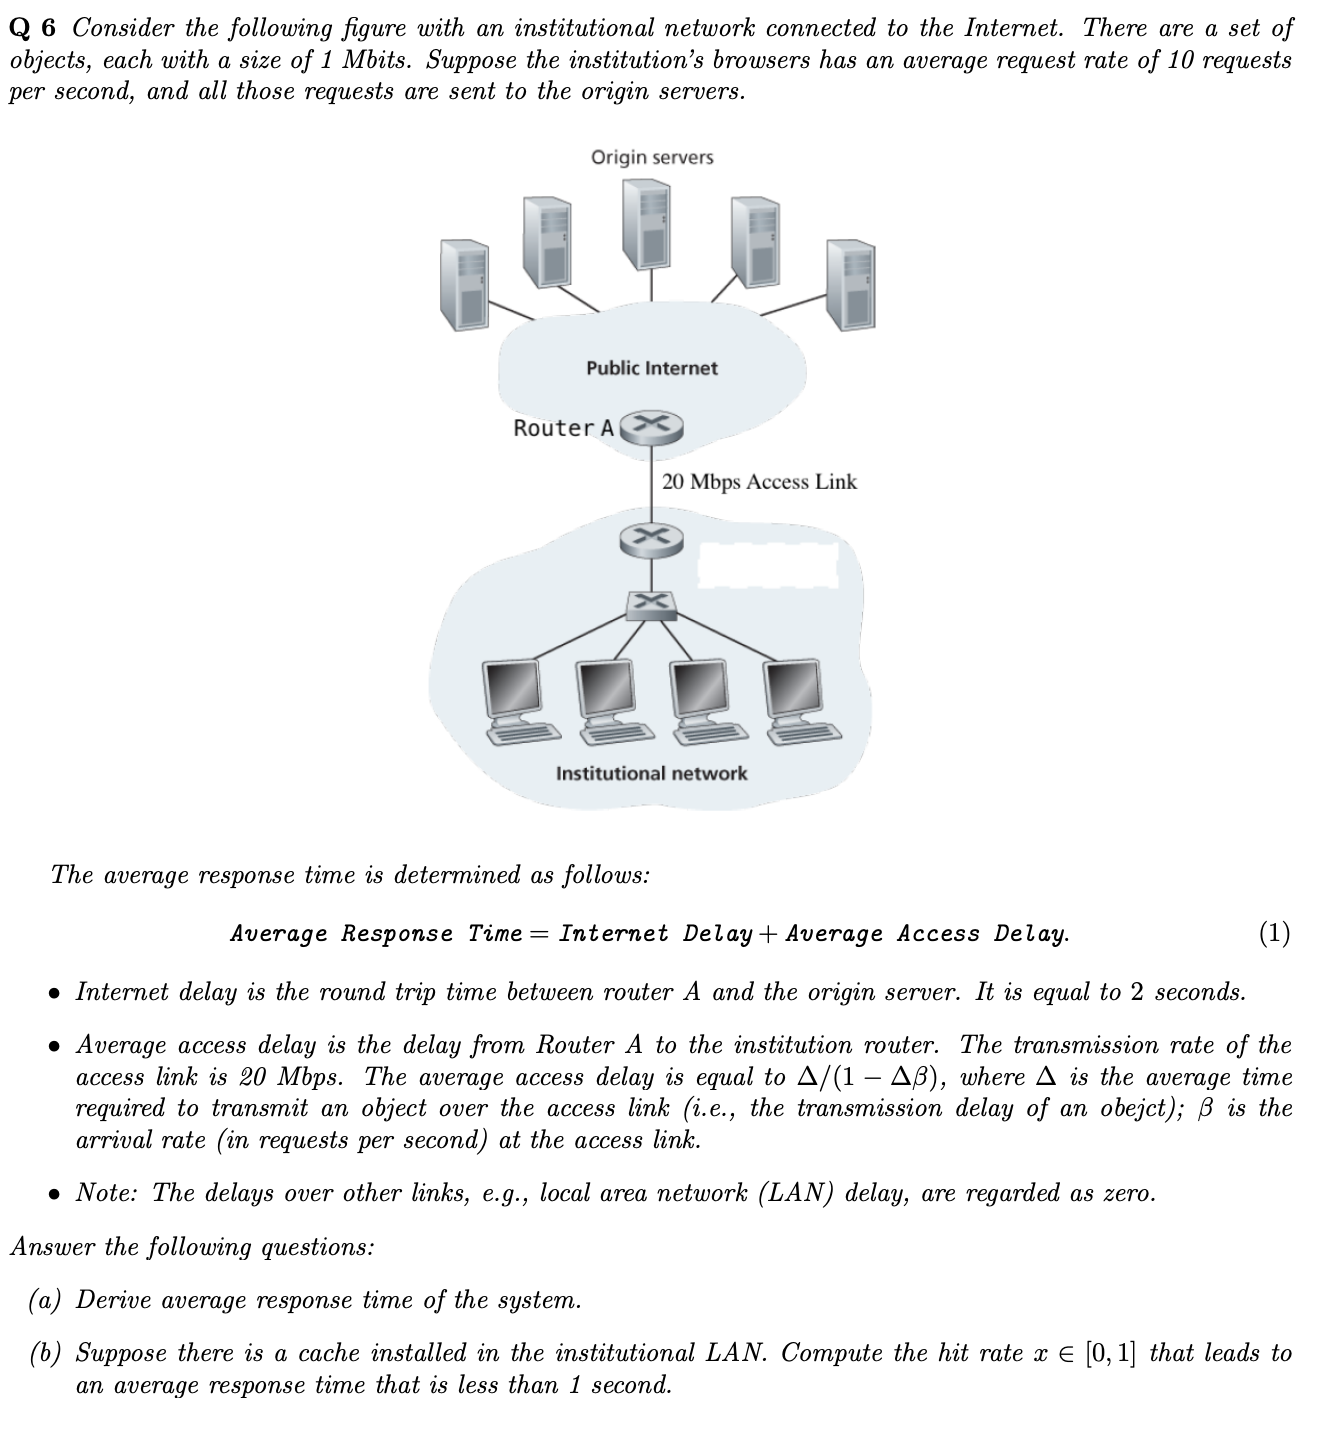 Q 6 Consider the following figure with an institutional network connected to the Internet. There are a set of
objects, each with a size of 1 Mbits. Suppose the institution's browsers has an average request rate of 10 requests
per second, and all those requests are sent to the origin servers.
Origin servers
Public Internet
Router A
20 Mbps Access Link
Institutional network
The average response time is determined as follows:
Average Response Time = Internet Delay + Average Access Delay. (1)
• Internet delay is the round trip time between router A and the origin server. It is equal to 2 seconds.
• Average access delay is the delay from Router A to the institution router. The transmission rate of the
access link is 20 Mbps. The average access delay is equal to Δ/(1 − Δβ), where Δ is the average time
required to transmit an object over the access link (i.e., the transmission delay of an obejct); β is the
arrival rate (in requests per second) at the access link.
• Note: The delays over other links, e.g., local area network (LAN) delay, are regarded as zero.
Answer the following questions:
(a) Derive average response time of the system.
(b) Suppose there is a cache installed in the institutional LAN. Compute the hit rate x ∈ [0, 1] that leads to
an average response time that is less than 1 second.